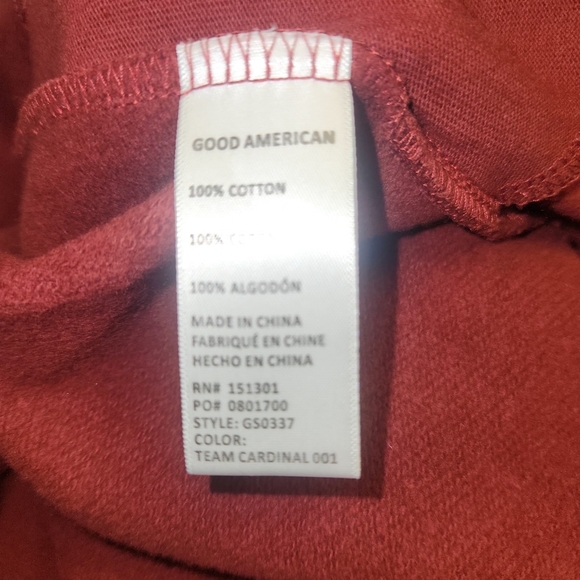 GOOD AMERICAN
100% COTTON
100%
100% ALGODÓN
MADE IN CHINA
FABRIQUÉ EN CHINE
HECHO EN CHINA
RN# 151301
PO# 0801700
STYLE: GS0337
COLOR:
TEAM CARDINAL 001